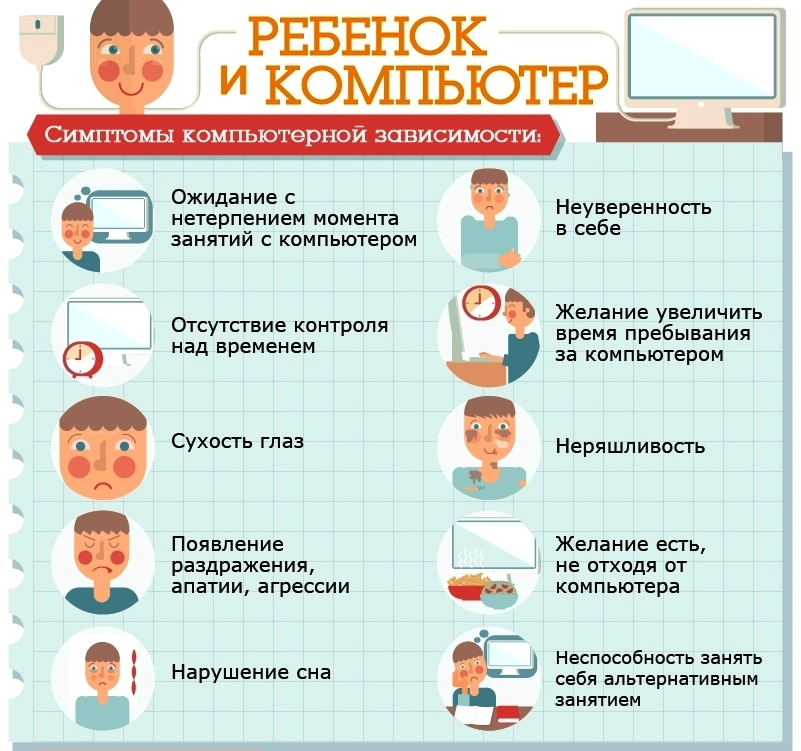 РЕБЕНОК
И КОМПЬЮТЕР
Симптомы компьютерной зависимости:
Ожидание с
нетерпением момента
занятий с компьютером
Отсутствие контроля
над временем
Сухость глаз
Появление
раздражения,
апатии, агрессии
Нарушение сна
Неуверенность
в себе
Желание увеличить
время пребывания
за компьютером
Неряшливость
Желание есть,
не отходя от
компьютера
Неспособность занять
себя альтернативным
занятием